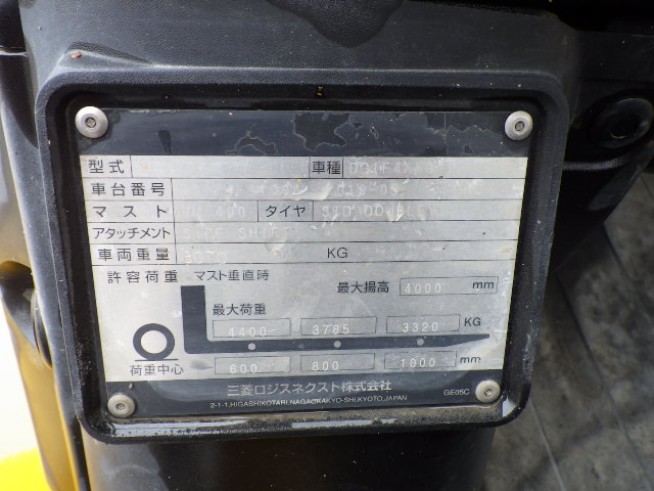 型式 車種
車台番号
マスト タイヤ
アタッチメント
車両重量 KG
許容荷重 マスト垂直時
最大揚高 4000 mm
最大荷重
4400 3785 3320 KG
600 800 1000 mm
荷重中心
三菱ロジスネクスト株式会社
2-1-1,HIGASHIKOTARI,NAGAOKAKYO-SHI,KYOTO,JAPAN
GE05C